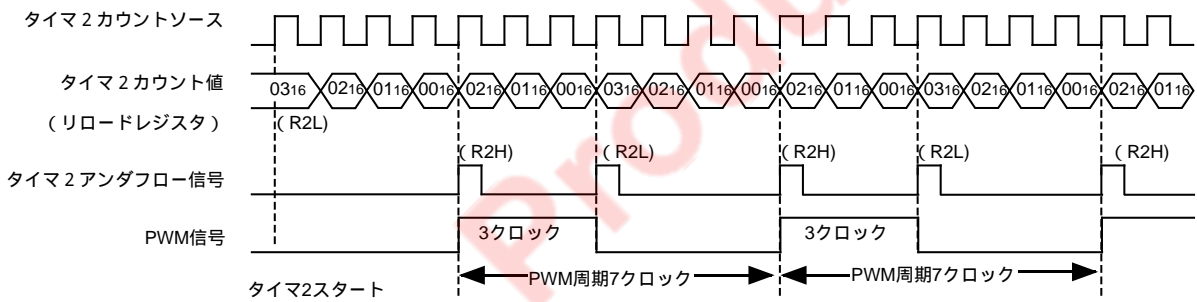 タイマ2カウントソース
タイマ2カウント値
0316 0216 0116 0016 0216 0116 0016 0316 0216 0116 0016 0216 0116 0016 0316 0216 0116 0016 0216 0116
(リロードレジスタ) (R2L)
(R2H) (R2L) (R2H) (R2L) (R2H)
タイマ2アンダフロー信号
PWM信号 3クロック 3クロック
PWM周期7クロック PWM周期7クロック
タイマ2スタート